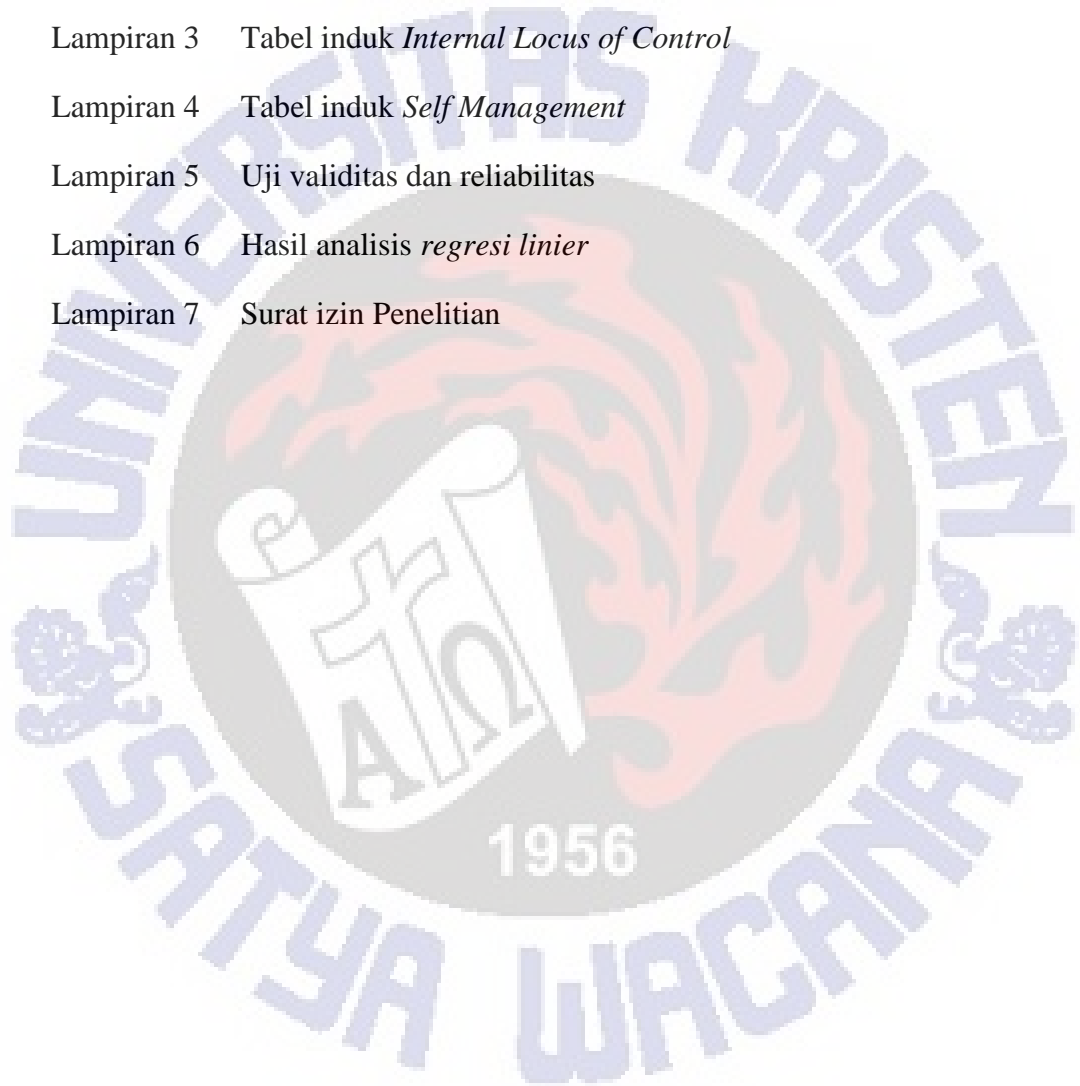 Lampiran 3 Tabel induk Internal Locus of Control
Lampiran 4 Tabel induk Self Management
Lampiran 5 Uji validitas dan reliabilitas
Lampiran 6 Hasil analisis regresi linier
Lampiran 7 Surat izin Penelitian
UNIVERSITAS KRISTEN
A Ω
1956
SATYA WACANA